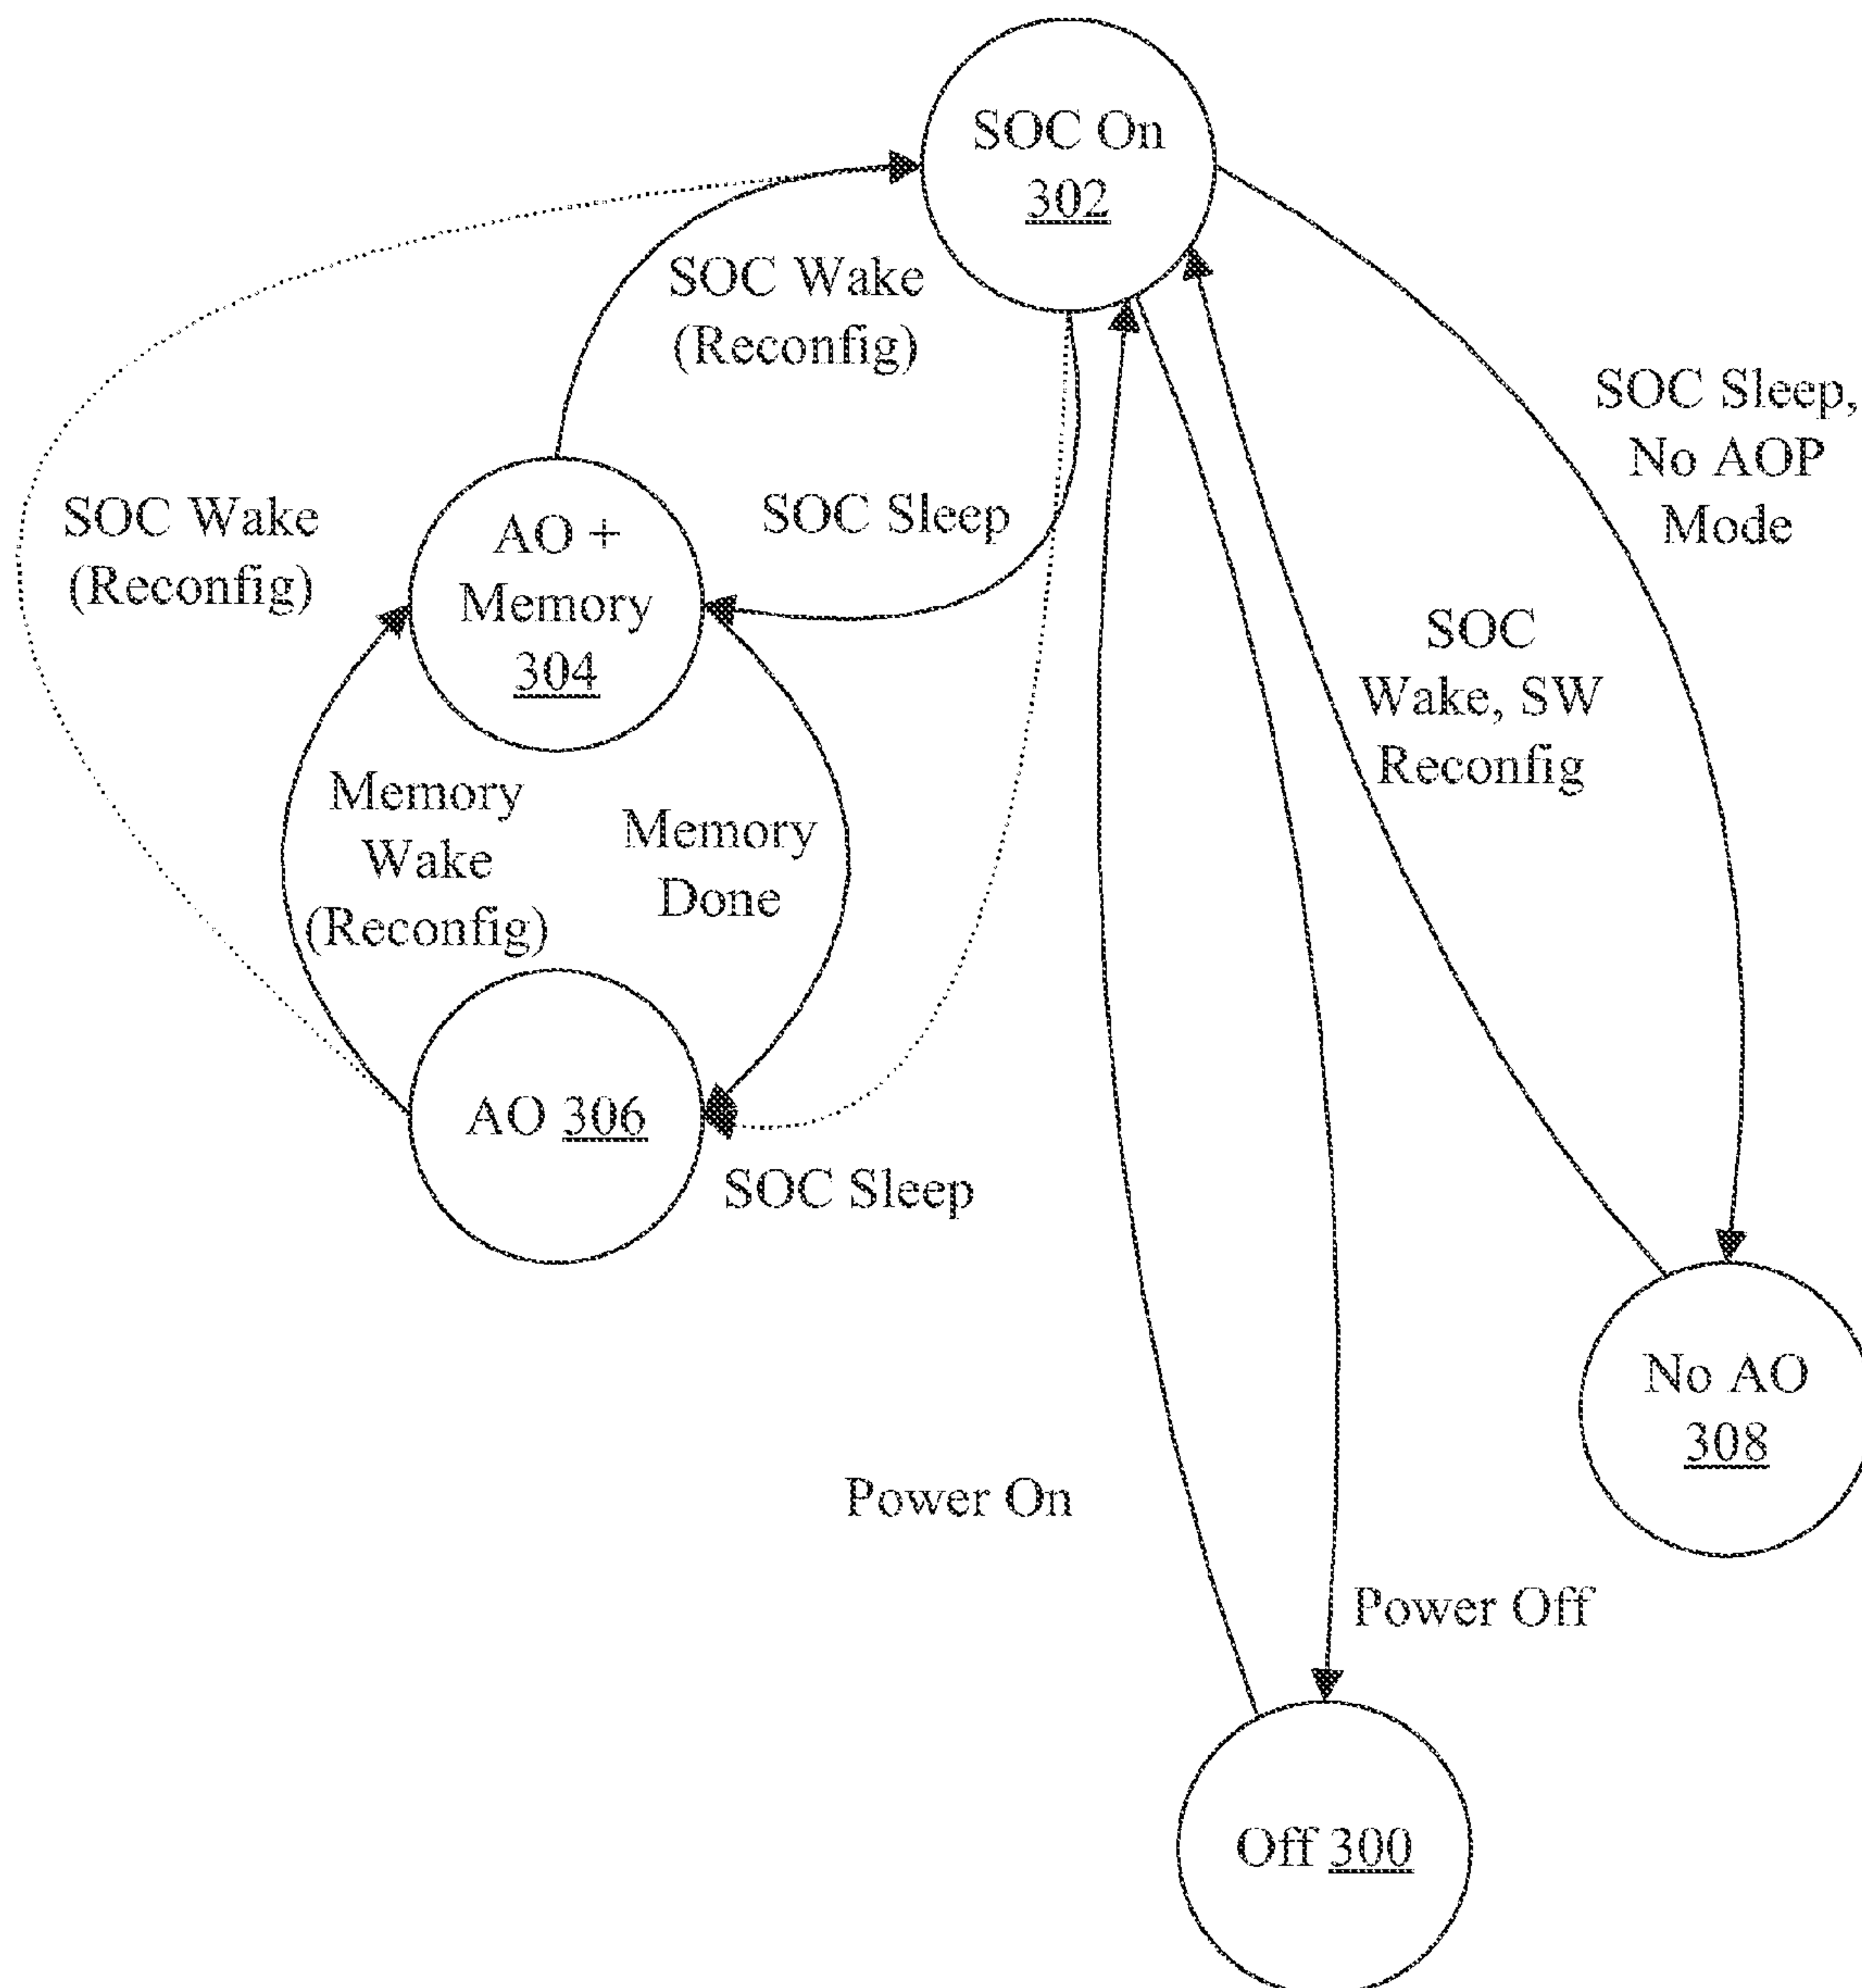 SOC On
302
SOC Wake
(Reconfig)
SOC Sleep,
No AOP
Mode
SOC Wake
(Reconfig)
AO +
Memory
304
SOC Sleep
SOC
Wake, SW
Reconfig
Memory
Wake
(Reconfig)
Memory
Done
AO 306
SOC Sleep
No AO
308
Power On
Power Off
Off 300